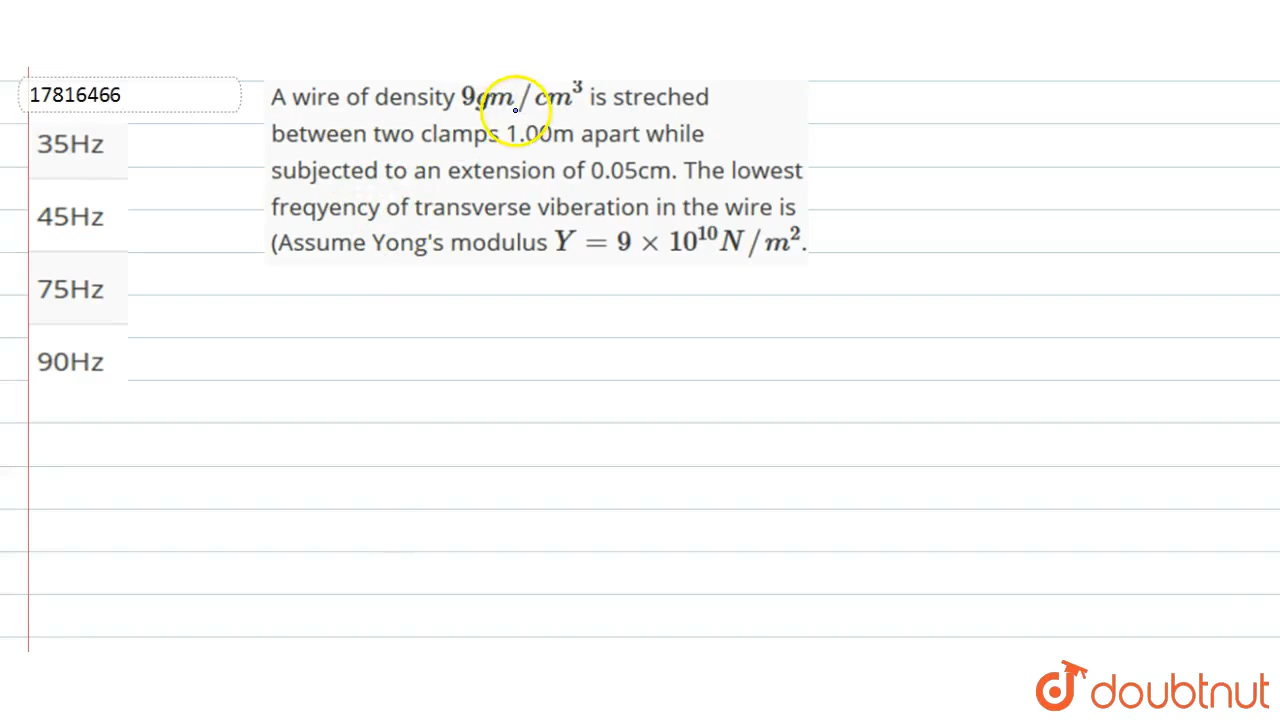 17816466
35Hz
45Hz
75Hz
90Hz
A wire of density 9gm/cm³ is streched
between two clamps 1.00m apart while
subjected to an extension of 0.05cm. The lowest
freqyency of transverse viberation in the wire is
(Assume Yong's modulus Y = 9 × 10¹⁰N/m².
doubtnut